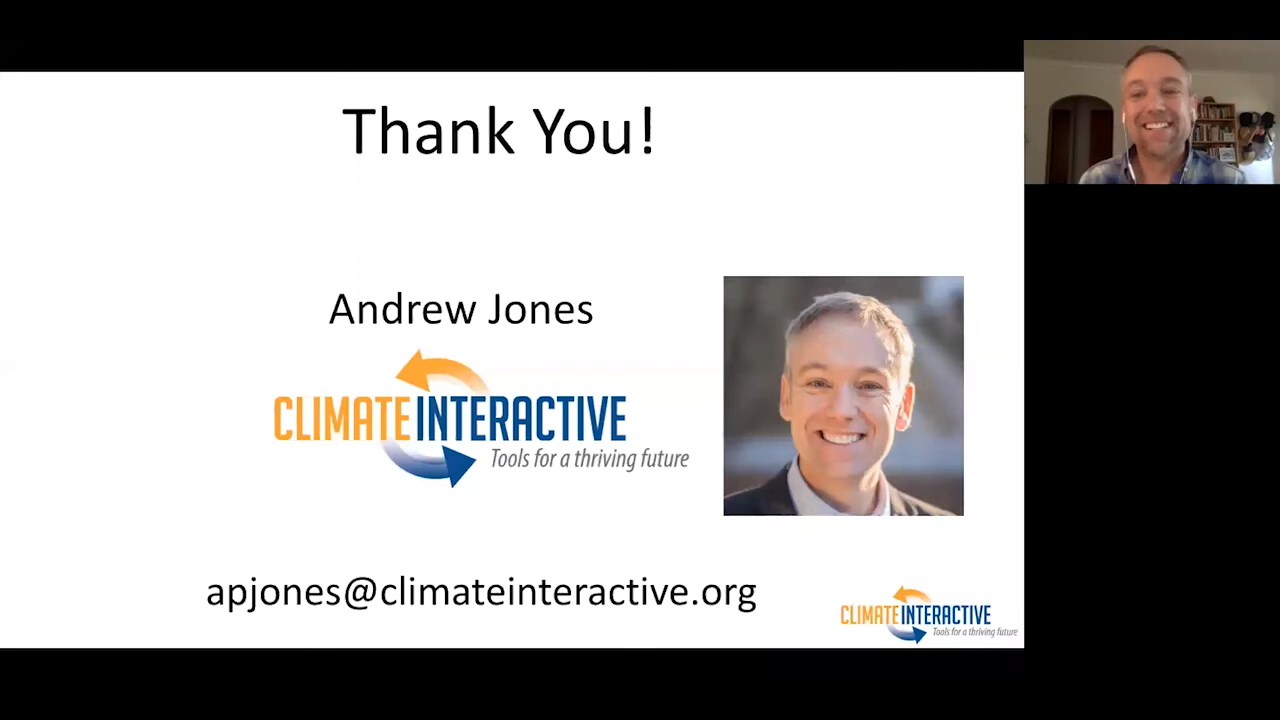 Thank You!
Andrew Jones
CLIMATE INTERACTIVE
Tools for a thriving future
apjones@climateinteractive.org
CLIMATE INTERACTIVE
Tools for a thriving future